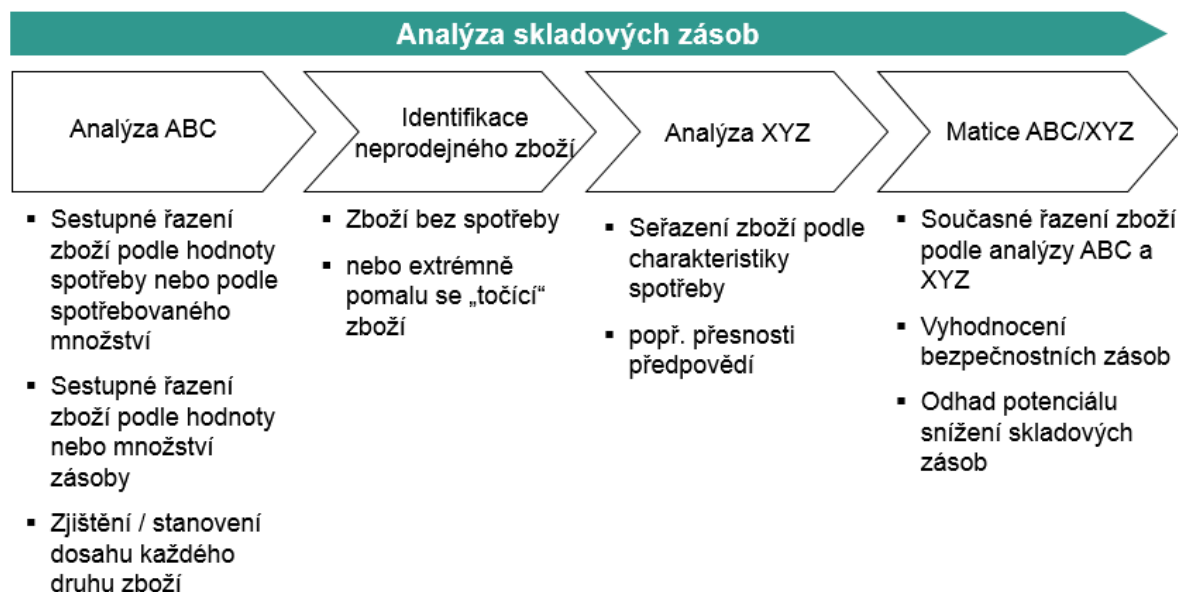 Analýza skladových zásob
Analýza ABC
Identifikace
neprodejného zboží
Analýza XYZ
Matice ABC/XYZ
▪ Sestupné řazení
zboží podle hodnoty
spotřeby nebo podle
spotřebovaného
množství
▪ Sestupné řazení
zboží podle hodnoty
nebo množství
zásoby
▪ Zjištění / stanovení
dosahu každého
druhu zboží
▪ Zboží bez spotřeby
▪ nebo extrémně
pomalu se „točící“
zboží
▪ Seřazení zboží podle
charakteristiky
spotřeby
▪ popř. přesnosti
předpovědí
▪ Současné řazení zboží
podle analýzy ABC a
XYZ
▪ Vyhodnocení
bezpečnostních zásob
▪ Odhad potenciálu
snížení skladových
zásob